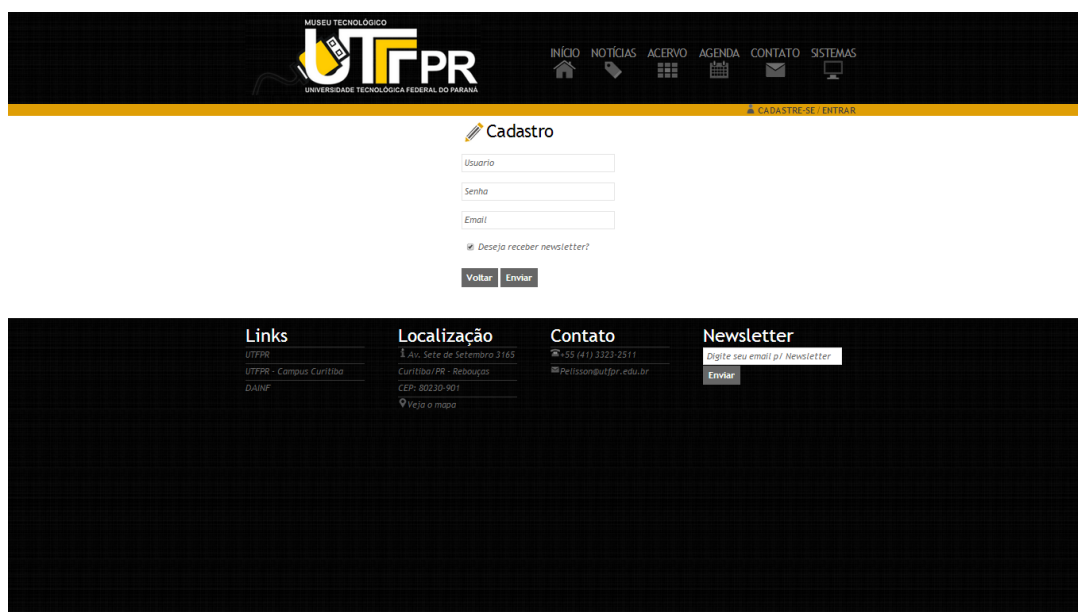 MUSEU TECNOLÓGICO
UTFPR
UNIVERSIDADE TECNOLÓGICA FEDERAL DO PARANÁ
INÍCIO NOTÍCIAS ACERVO AGENDA CONTATO SISTEMAS
CADASTRE-SE / ENTRAR
Cadastro
Usuario
Senha
Email
Deseja receber newsletter?
Voltar Enviar
Links
UTFPR
UTFPR - Campus Curitiba
DAINF
Localização
Av. Sete de Setembro 3165
Curitiba/PR - Rebouças
CEP: 80230-901
Veja o mapa
Contato
+55 (41) 3323-2511
Pelisson@utfpr.edu.br
Newsletter
Digite seu email p/ Newsletter
Enviar